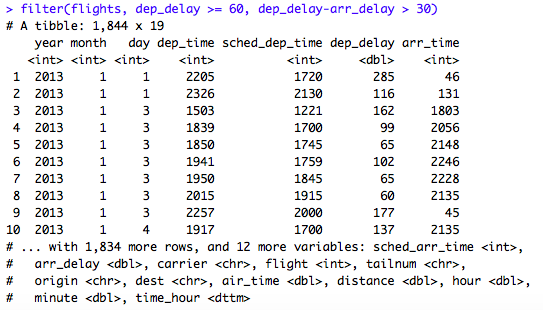 > filter(flights, dep_delay >= 60, dep_delay-arr_delay > 30)
# A tibble: 1,844 x 19
year month day dep_time sched_dep_time dep_delay arr_time
<int> <int> <int> <int> <int> <dbl> <int>
1 2013 1 1 2205 1720 285 46
2 2013 1 1 2326 2130 116 131
3 2013 1 3 1503 1221 162 1803
4 2013 1 3 1839 1700 99 2056
5 2013 1 3 1850 1745 65 2148
6 2013 1 3 1941 1759 102 2246
7 2013 1 3 1950 1845 65 2228
8 2013 1 3 2015 1915 60 2135
9 2013 1 3 2257 2000 177 45
10 2013 1 4 1917 1700 137 2135
# ... with 1,834 more rows, and 12 more variables: sched_arr_time <int>,
# arr_delay <dbl>, carrier <chr>, flight <int>, tailnum <chr>,
# origin <chr>, dest <chr>, air_time <dbl>, distance <dbl>, hour <dbl>,
# minute <dbl>, time_hour <dttm>